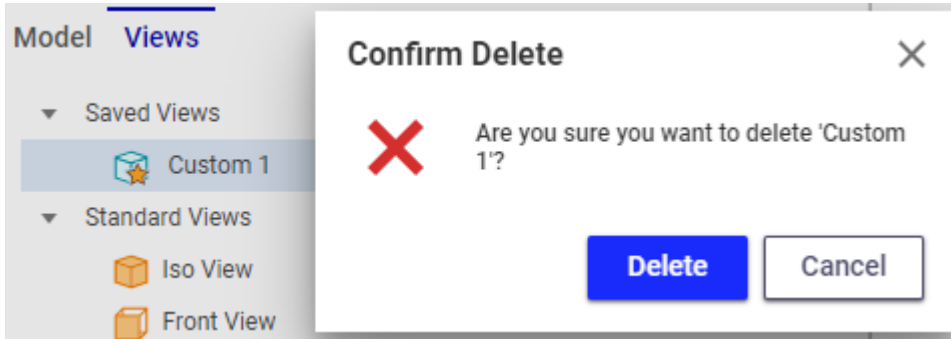 Model Views
Saved Views
Custom 1
Standard Views
Iso View
Front View
Confirm Delete
Are you sure you want to delete 'Custom
1'?
Delete Cancel